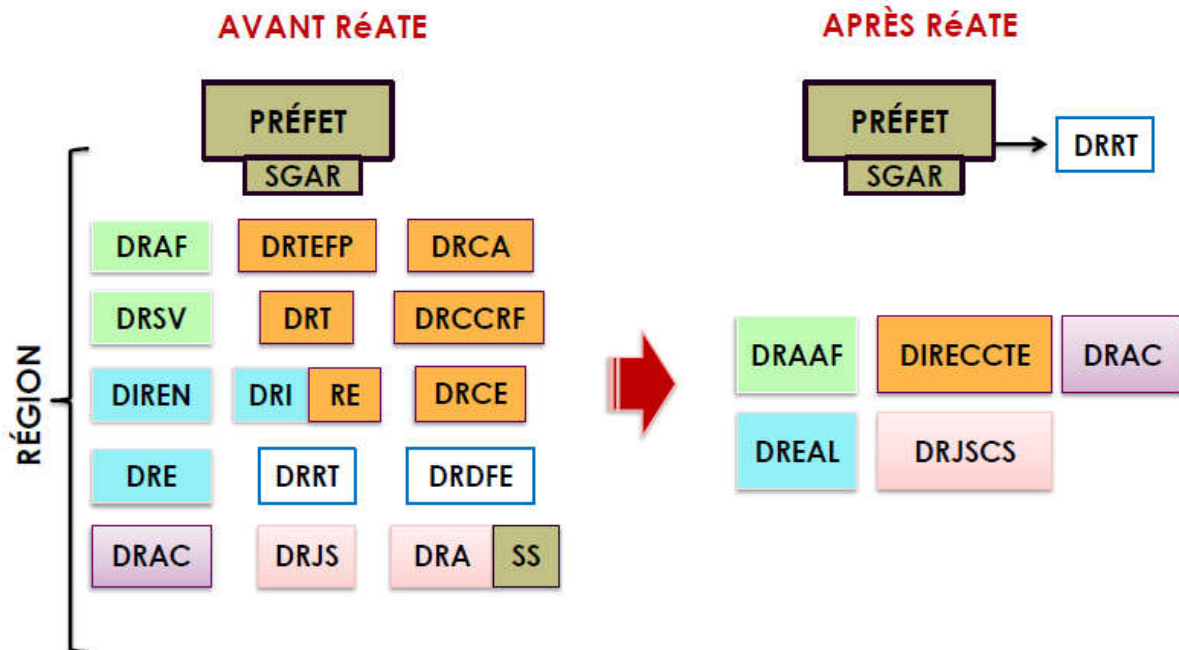 AVANT RéATE
APRÈS RéATE
PRÉFET
SGAR
PRÉFET
SGAR
DRRT
RÉGION
DRAF DRTEFP DRCA
DRSV DRT DRCCRF
DIREN DRI RE DRCE
DRE DRRT DRDFE
DRAC DRJS DRA SS
DRAAF DIRECCTE DRAC
DREAL DRJSCS